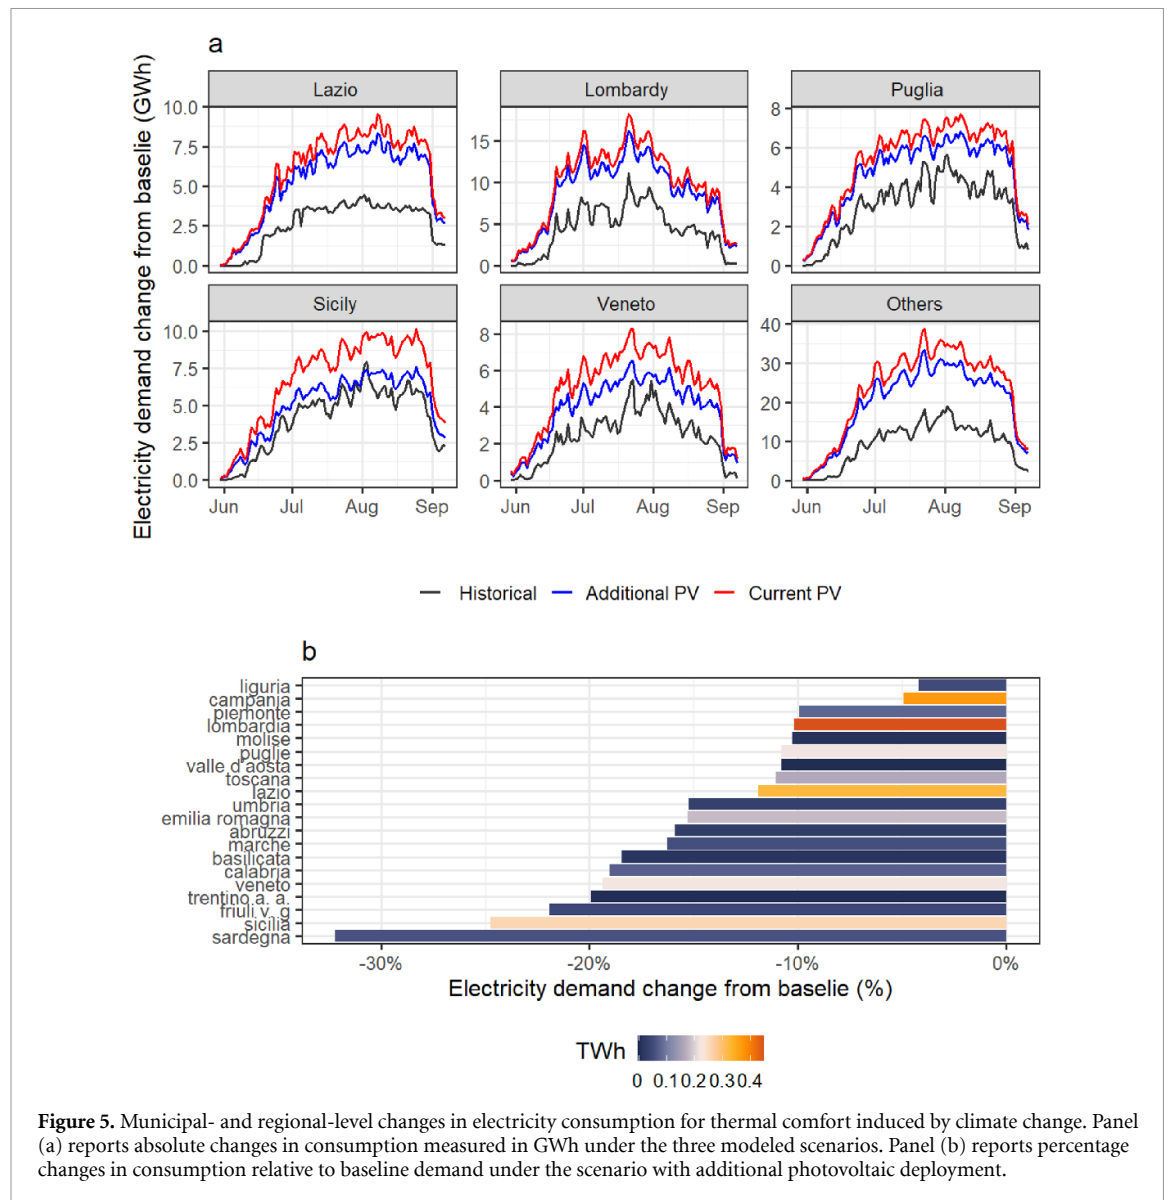 a
Electricity demand change from baselie (GWh)
Lazio
Lombardy
Puglia
10.0
7.5
5.0
2.5
0.0
15
10
5
0
8
6
4
2
0
Sicily
Veneto
Others
10.0
7.5
5.0
2.5
0.0
8
6
4
2
0
40
30
20
10
0
Jun Jul Aug Sep
Jun Jul Aug Sep
Jun Jul Aug Sep
Historical Additional PV Current PV
b
liguria
campania
piemonte
lombardia
molise
puglie
valle d'aosta
toscana
lazio
umbria
emilia romagna
abruzzi
marche
basilicata
calabria
veneto
trentino a. a.
friuli v. g
sicilia
sardegna
-30% -20% -10% 0%
Electricity demand change from baselie (%)
TWh
0 0.1 0.2 0.3 0.4
Figure 5. Municipal- and regional-level changes in electricity consumption for thermal comfort induced by climate change. Panel
(a) reports absolute changes in consumption measured in GWh under the three modeled scenarios. Panel (b) reports percentage
changes in consumption relative to baseline demand under the scenario with additional photovoltaic deployment.